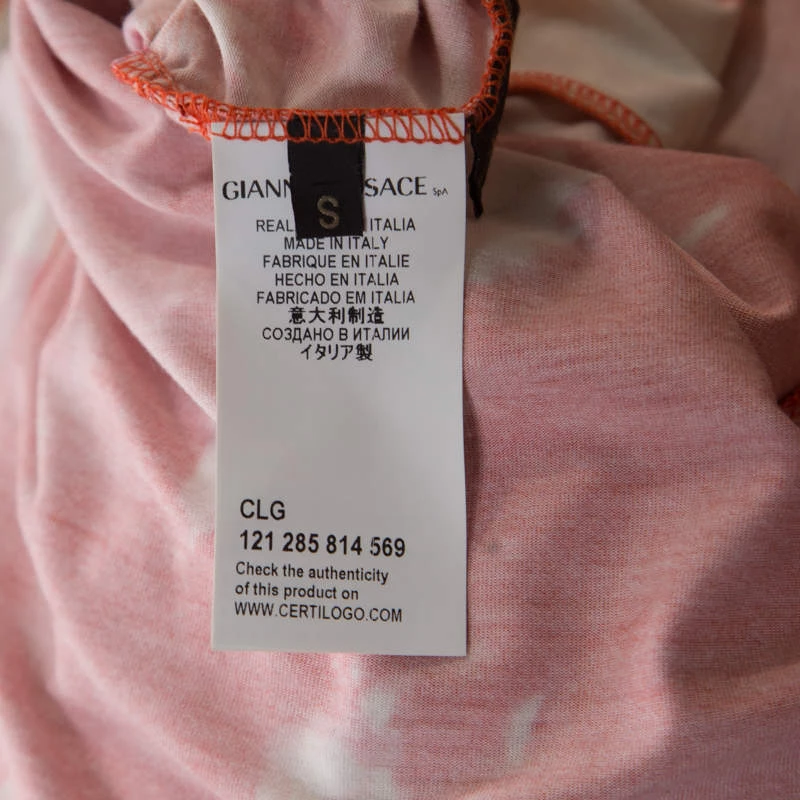 GIANN SACE SpA
S
REAL ITALIA
MADE IN ITALY
FABRIQUE EN ITALIE
HECHO EN ITALIA
FABRICADO EM ITALIA
意大利制造
СОЗДАНО В ИТАЛИИ
イタリア製
CLG
121 285 814 569
Check the authenticity
of this product on
WWW.CERTILOGO.COM